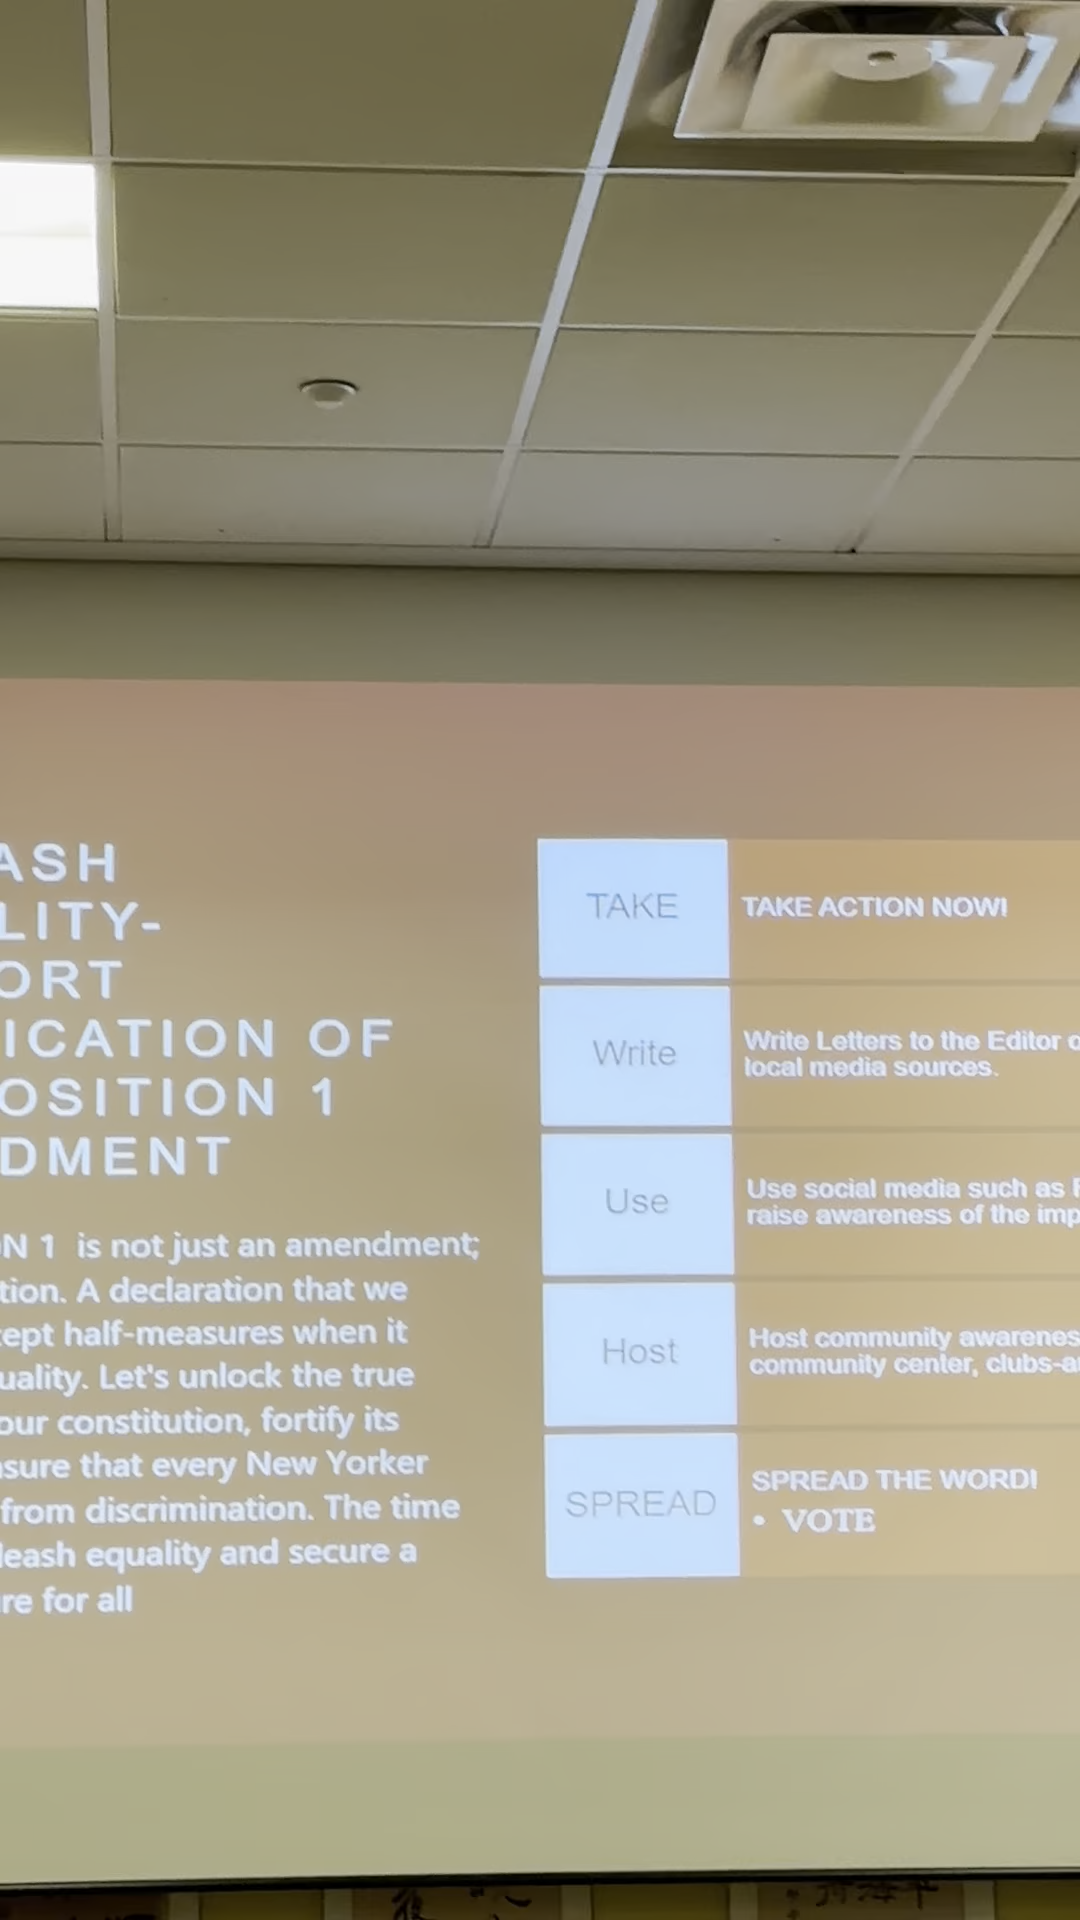 ASH
LITY-
ORT
ICATION OF
OSITION 1
DMENT
N 1 is not just an amendment;
tion. A declaration that we
ept half-measures when it
uality. Let's unlock the true
our constitution, fortify its
sure that every New Yorker
from discrimination. The time
leash equality and secure a
re for all
TAKE
TAKE ACTION NOW!
Write
Write Letters to the Editor o
local media sources.
Use
Use social media such as F
raise awareness of the imp
Host
Host community awarenes
community center, clubs-a
SPREAD
SPREAD THE WORD!
• VOTE